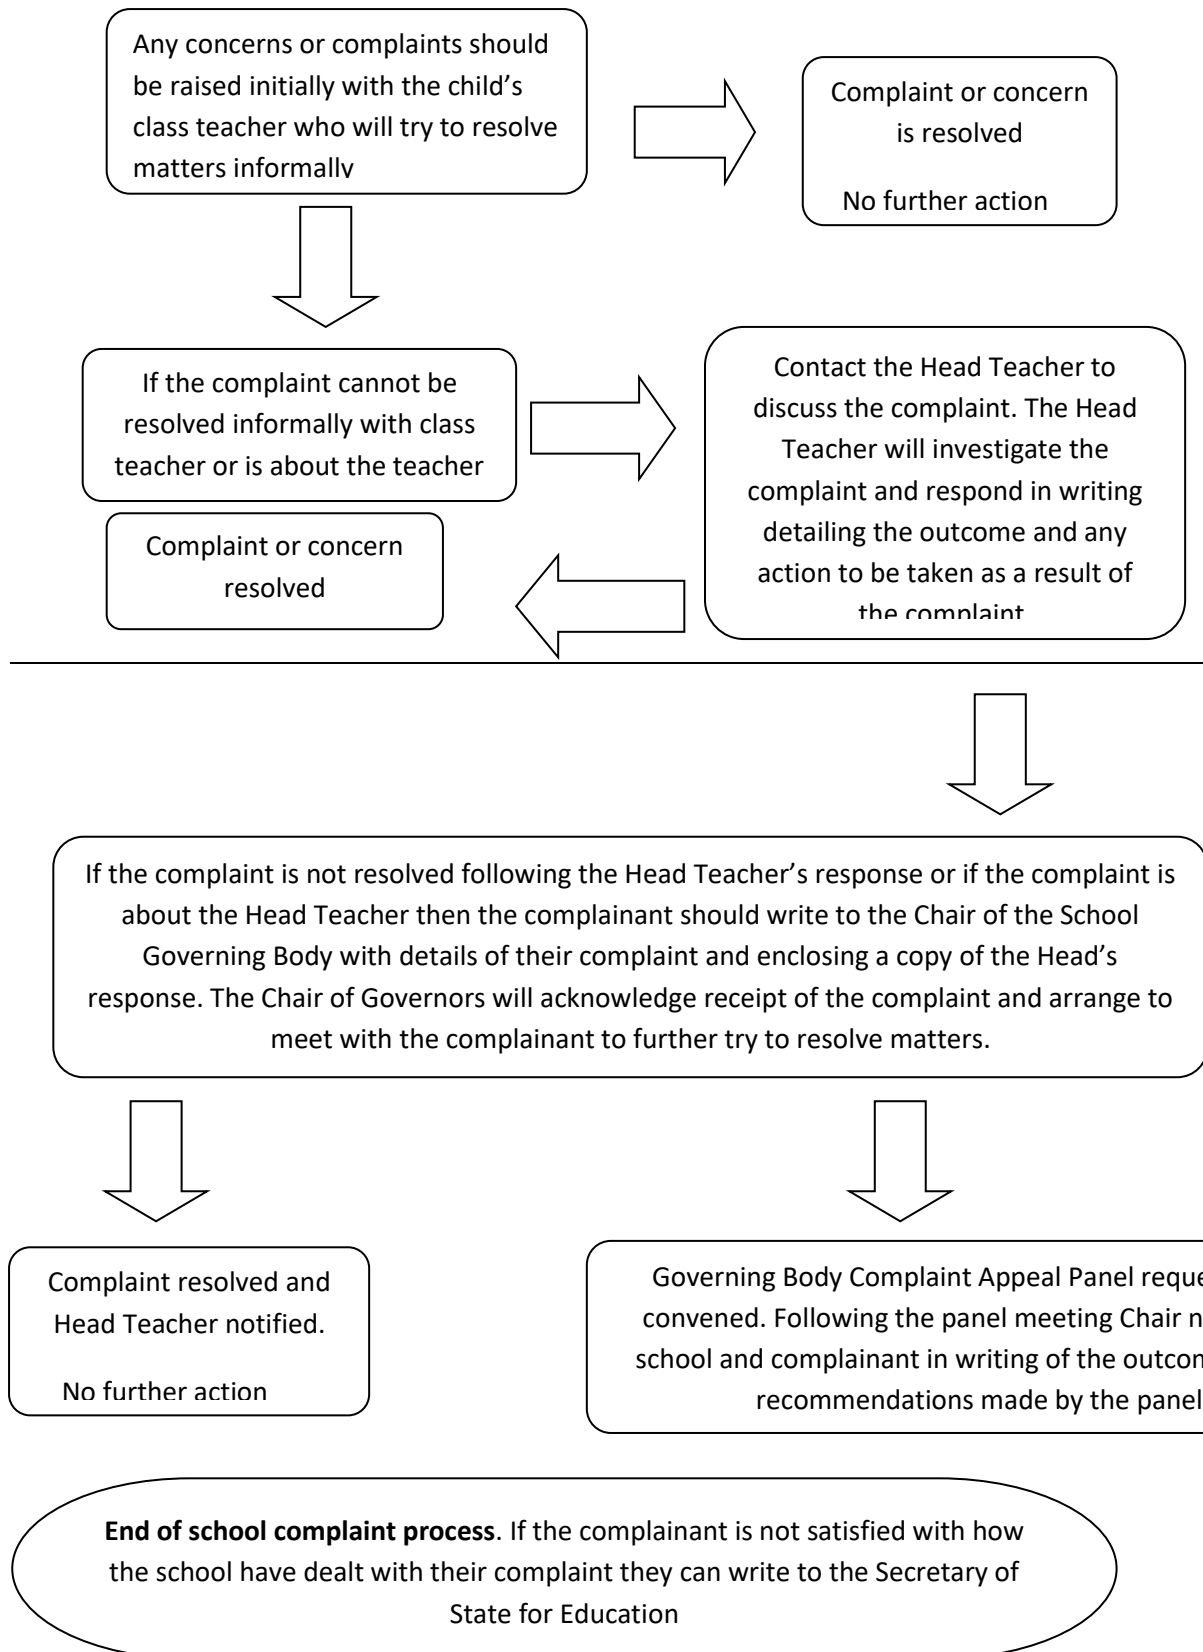 Any concerns or complaints should
be raised initially with the child’s
class teacher who will try to resolve
matters informally
Complaint or concern
is resolved
No further action
If the complaint cannot be
resolved informally with class
teacher or is about the teacher
Contact the Head Teacher to
discuss the complaint. The Head
Teacher will investigate the
complaint and respond in writing
detailing the outcome and any
action to be taken as a result of
the complaint
Complaint or concern
resolved
If the complaint is not resolved following the Head Teacher’s response or if the complaint is
about the Head Teacher then the complainant should write to the Chair of the School
Governing Body with details of their complaint and enclosing a copy of the Head’s
response. The Chair of Governors will acknowledge receipt of the complaint and arrange to
meet with the complainant to further try to resolve matters.
Complaint resolved and
Head Teacher notified.
No further action
Governing Body Complaint Appeal Panel
convened. Following the panel meeting Chair
school and complainant in writing of the
recommendations made by the panel
End of school complaint process. If the complainant is not satisfied with how
the school have dealt with their complaint they can write to the Secretary of
State for Education